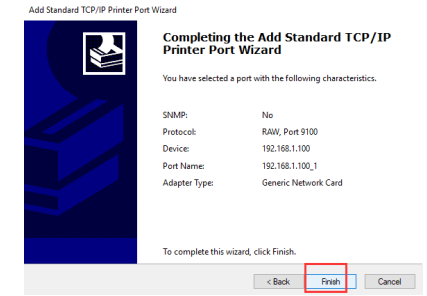 Add Standard TCP/IP Printer Port Wizard
Completing the Add Standard TCP/IP
Printer Port Wizard
You have selected a port with the following characteristics.
SNMP: No
Protocol: RAW, Port 9100
Device: 192.168.1.100
Port Name: 192.168.1.100_1
Adapter Type: Generic Network Card
To complete this wizard, click Finish.
< Back Finish Cancel